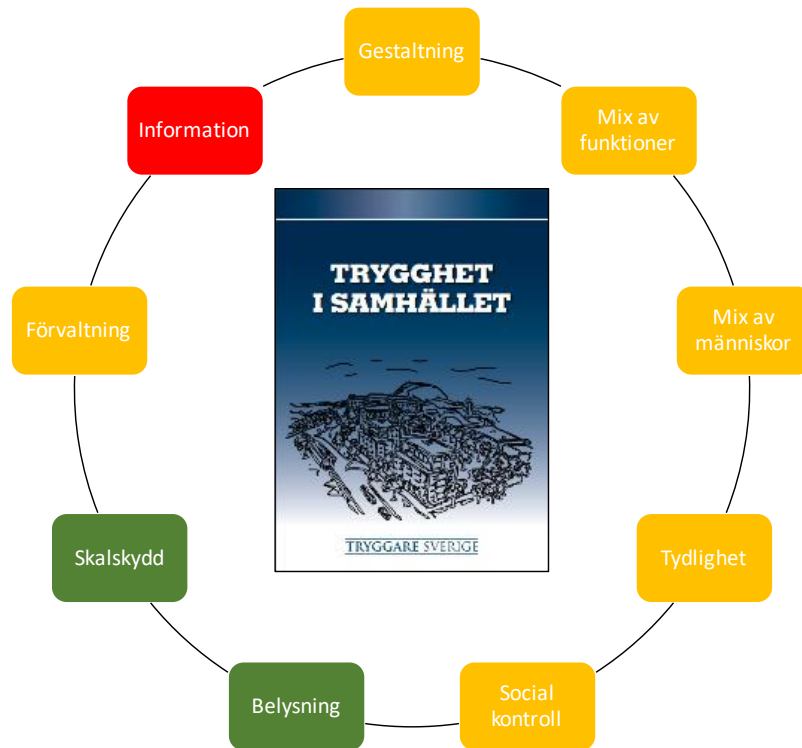 Gestaltning
Mix av
funktioner
Mix av
människor
Tydlighet
Social
kontroll
Belysning
Skalskydd
Förvaltning
Information
TRYGGHET
I SAMHÄLLET
TRYGGARE SVERIGE